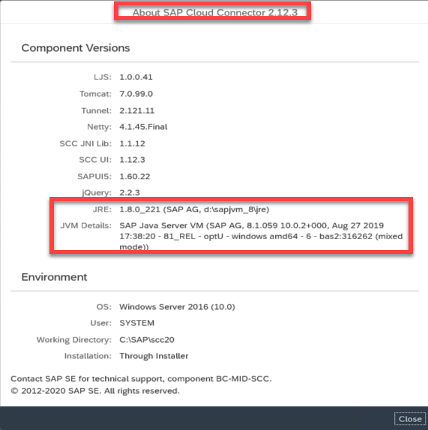 About SAP Cloud Connector 2.12.3
Component Versions
LJS: 1.0.0.41
Tomcat: 7.0.99.0
Tunnel: 2.121.11
Netty: 4.1.45.Final
SCC JNI Lib: 1.1.12
SCC UI: 1.12.3
SAPUI5: 1.60.22
jQuery: 2.2.3
JRE: 1.8.0_221 (SAP AG, d:\sapjvm_8\jre)
JVM Details: SAP Java Server VM (SAP AG, 8.1.059 10.0.2+000, Aug 27 2019
17:38:20 - 81_REL - optU - windows amd64 - 6 - bas2:316262 (mixed
mode))
Environment
OS: Windows Server 2016 (10.0)
User: SYSTEM
Working Directory: C:\SAP\scc20
Installation: Through Installer
Contact SAP SE for technical support, component BC-MID-SCC.
© 2012-2020 SAP SE. All rights reserved.
Close